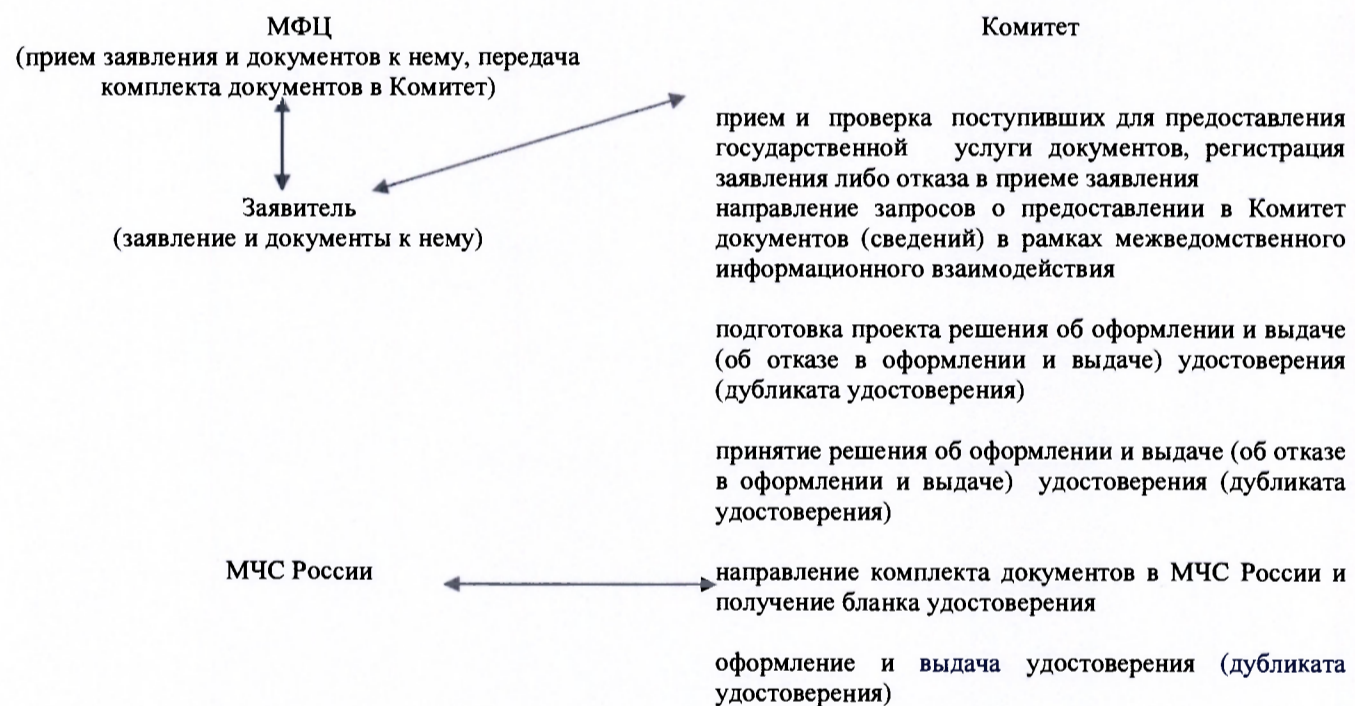 МФЦ
(прием заявления и документов к нему, передача
комплекта документов в Комитет)
Заявитель
(заявление и документы к нему)
МЧС России
Комитет
прием и проверка поступивших для предоставления
государственной услуги документов, регистрация
заявления либо отказа в приеме заявления
направление запросов о предоставлении в Комитет
документов (сведений) в рамках межведомственного
информационного взаимодействия
подготовка проекта решения об оформлении и выдаче
(об отказе в оформлении и выдаче) удостоверения
(дубликата удостоверения)
принятие решения об оформлении и выдаче (об отказе
в оформлении и выдаче) удостоверения (дубликата
удостоверения)
направление комплекта документов в МЧС России и
получение бланка удостоверения
оформление и выдача удостоверения (дубликата
удостоверения)